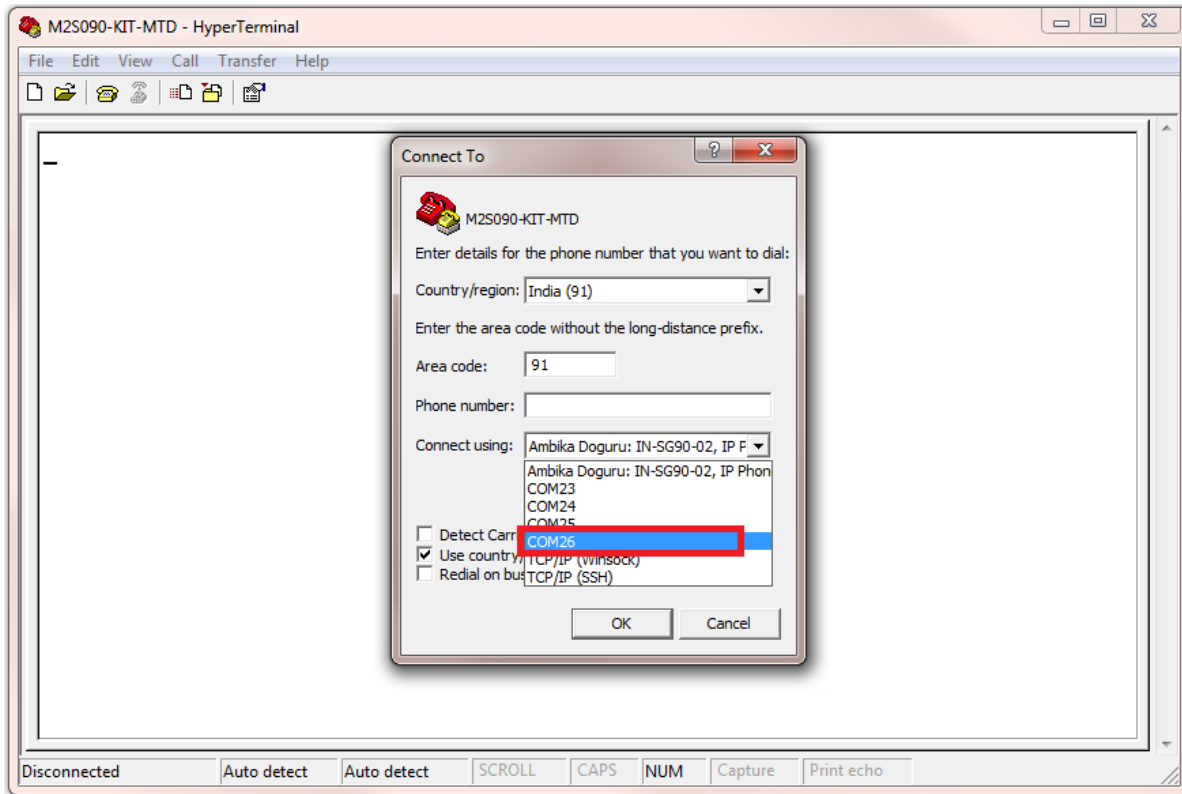 M2S090-KIT-MTD - HyperTerminal
File Edit View Call Transfer Help
Connect To
M2S090-KIT-MTD
Enter details for the phone number that you want to dial:
Country/region: India (91)
Enter the area code without the long-distance prefix.
Area code: 91
Phone number:
Connect using: Ambika Doguru: IN-SG90-02, IP P
Ambika Doguru: IN-SG90-02, IP Phon
COM23
COM24
COM25
Detect Carr
COM26
Use country/
TCP/IP (Winsock)
Redial on bus
TCP/IP (SSH)
OK Cancel
Disconnected Auto detect Auto detect SCROLL CAPS NUM Capture Print echo